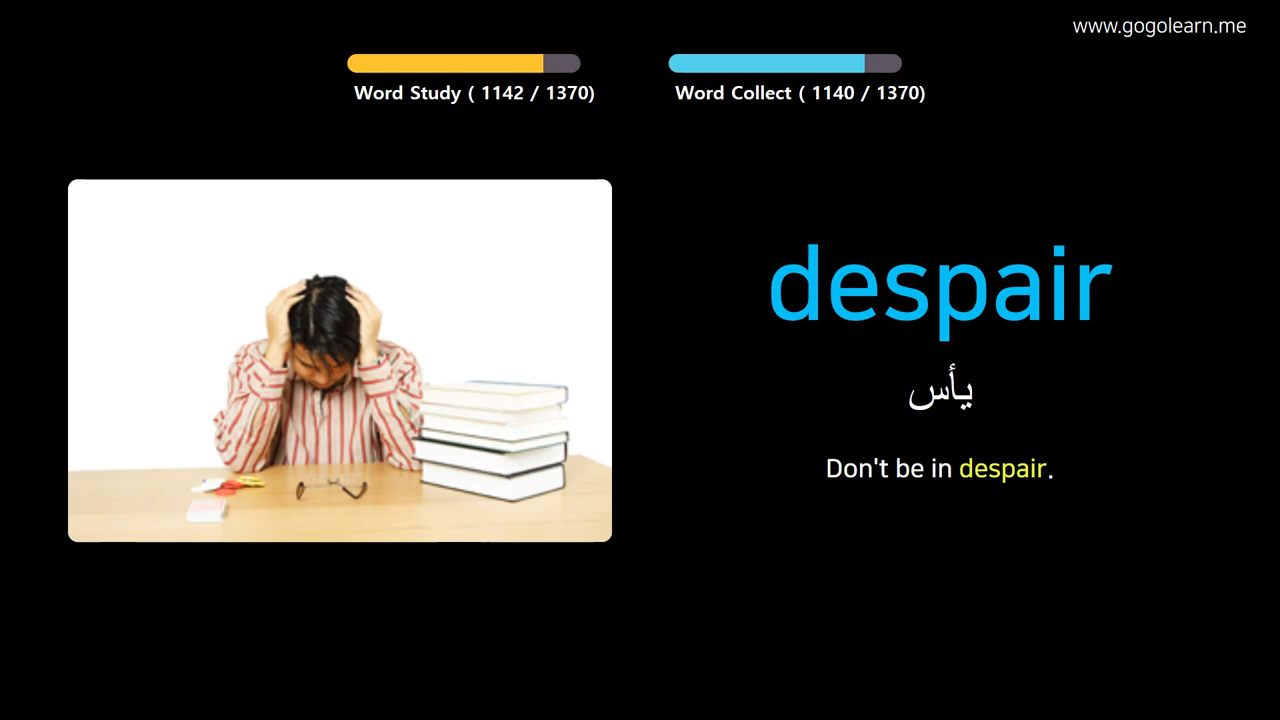 www.gogolearn.me
Word Study ( 1142 / 1370)
Word Collect ( 1140 / 1370)
despair
يأس
Don't be in despair.